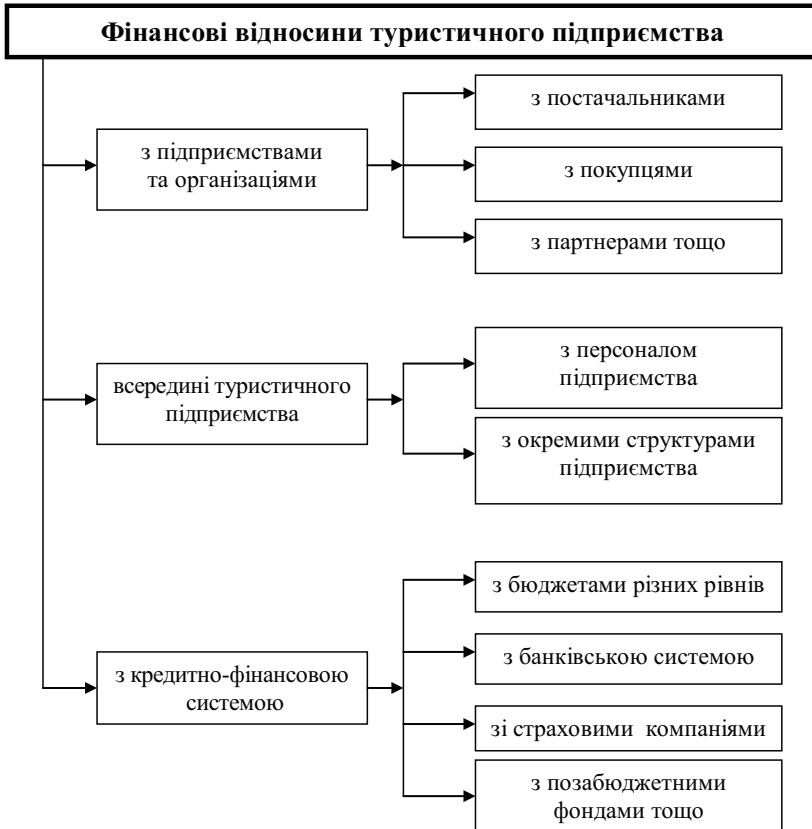 Фінансові відносини туристичного підприємства
з підприємствами
та організаціями
з постачальниками
з покупцями
з партнерами тощо
всередині туристичного
підприємства
з персоналом
підприємства
з окремими структурами
підприємства
з кредитно-фінансовою
системою
з бюджетами різних рівнів
з банківською системою
зі страховими компаніями
з позабюджетними
фондами тощо